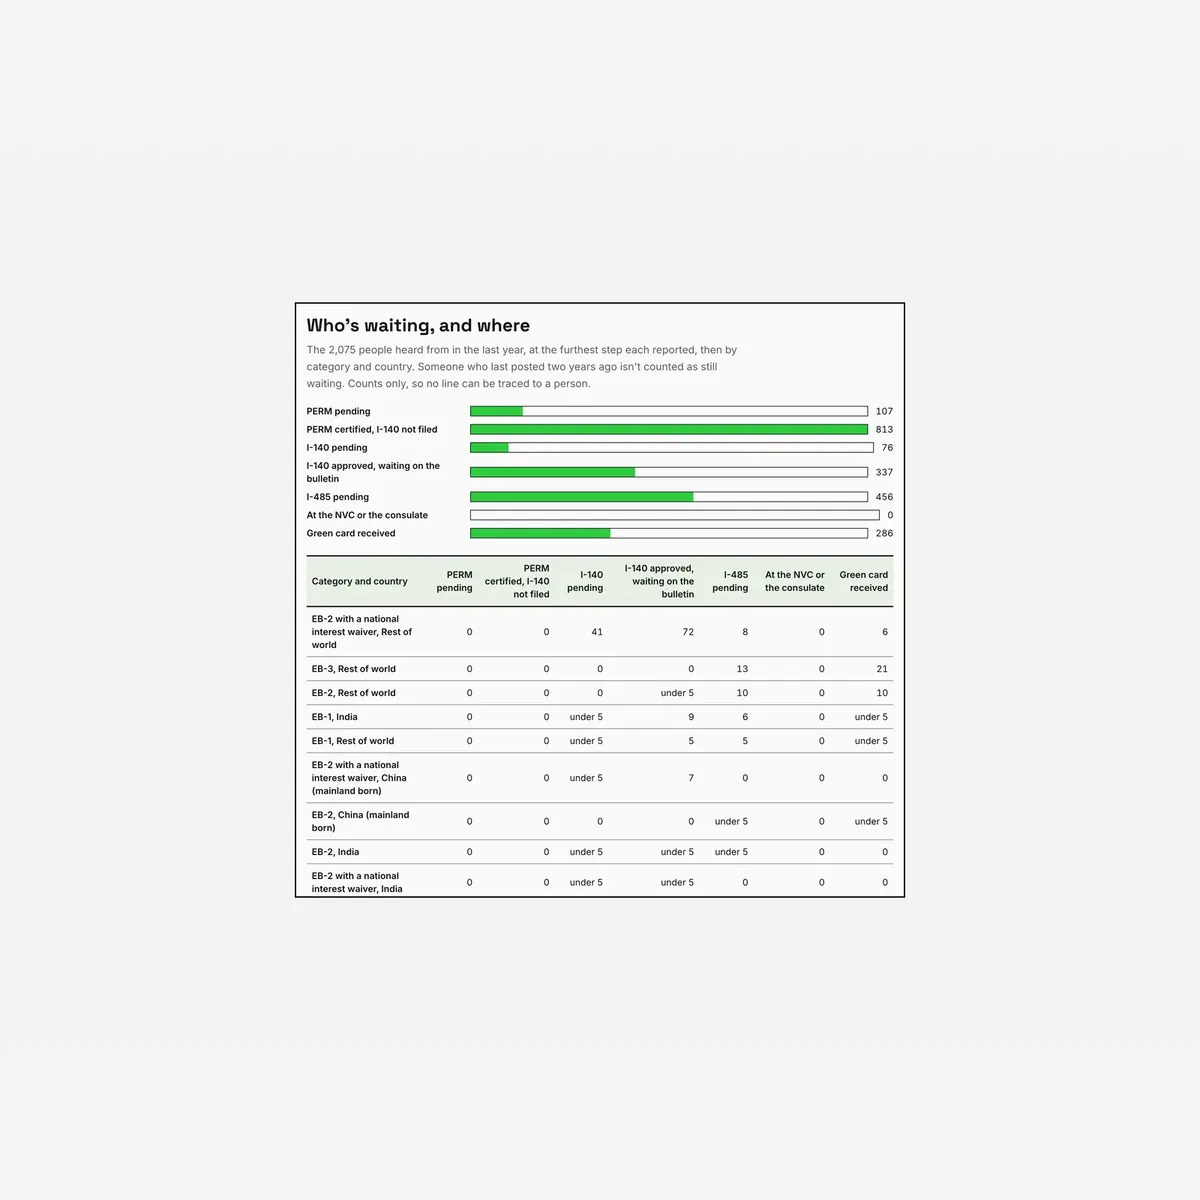 Who's waiting, and where
The 2,075 people heard from in the last year, at the furthest step each reported, then by
category and country. Someone who last posted two years ago isn't counted as still
waiting. Counts only, so no line can be traced to a person.
PERM pending 107
PERM certified, I-140 not filed 813
I-140 pending 76
I-140 approved, waiting on the
bulletin 337
I-485 pending 456
At the NVC or the consulate 0
Green card received 286
Category and country PERM pending PERM certified, I-140 not filed I-140 pending I-140 approved, waiting on the bulletin I-485 pending At the NVC or the consulate Green card received
EB-2 with a national
interest waiver, Rest of
world 0 0 41 72 8 0 6
EB-3, Rest of world 0 0 0 0 13 0 21
EB-2, Rest of world 0 0 0 under 5 10 0 10
EB-1, India 0 0 under 5 9 6 0 under 5
EB-1, Rest of world 0 0 under 5 5 5 0 under 5
EB-2 with a national
interest waiver, China
(mainland born) 0 0 under 5 7 0 0 0
EB-2, China (mainland
born) 0 0 0 0 under 5 0 under 5
EB-2, India 0 0 under 5 under 5 under 5 0 0
EB-2 with a national
interest waiver, India 0 0 under 5 under 5 0 0 0